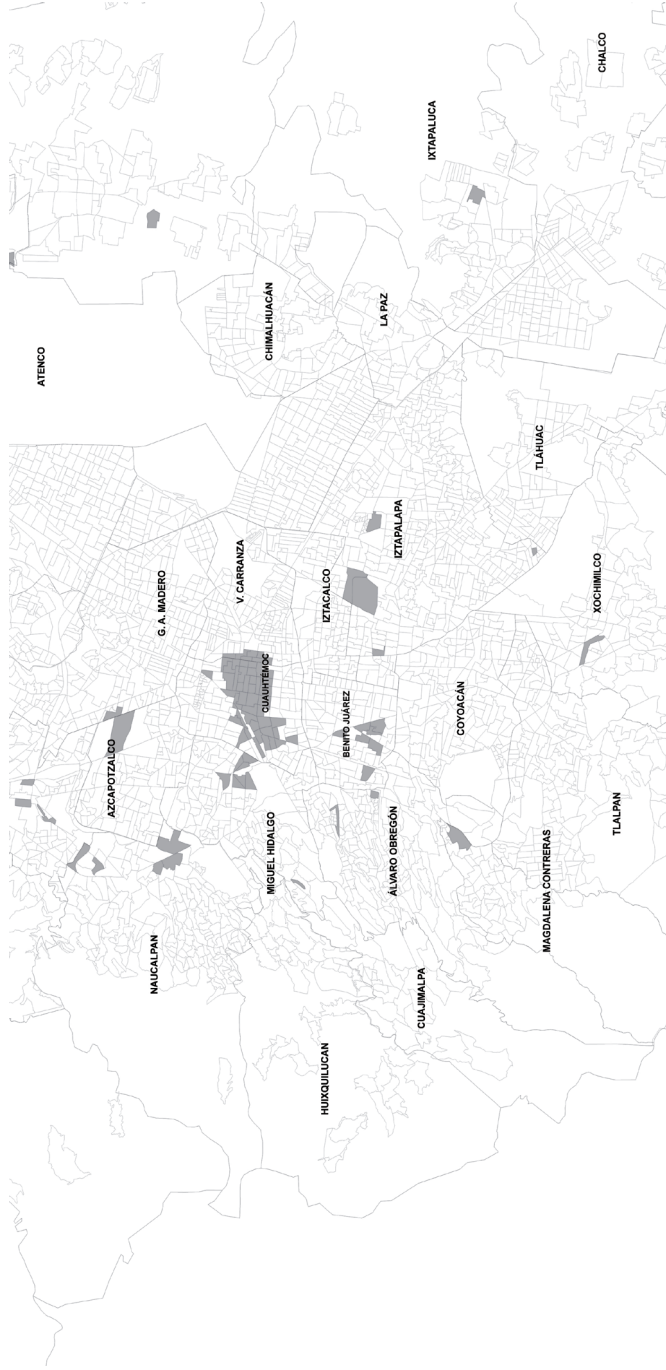 ATENCO
AZCAPOTZALCO
NAUCALPAN
G. A. MADERO
V. CARRANZA
MIGUEL HIDALGO
CUAUHTÉMOC
CHIMALHUACÁN
HUIXQUILUCAN
IZTACALCO
BENITO JUÁREZ
LA PAZ
ÁLVARO OBREGÓN
IZTAPALAPA
CUAJIMALPA
IXTAPALUCA
COYOACÁN
MAGDALENA CONTRERAS
TLÁHUAC
XOCHIMILCO
CHALCO
TLALPAN